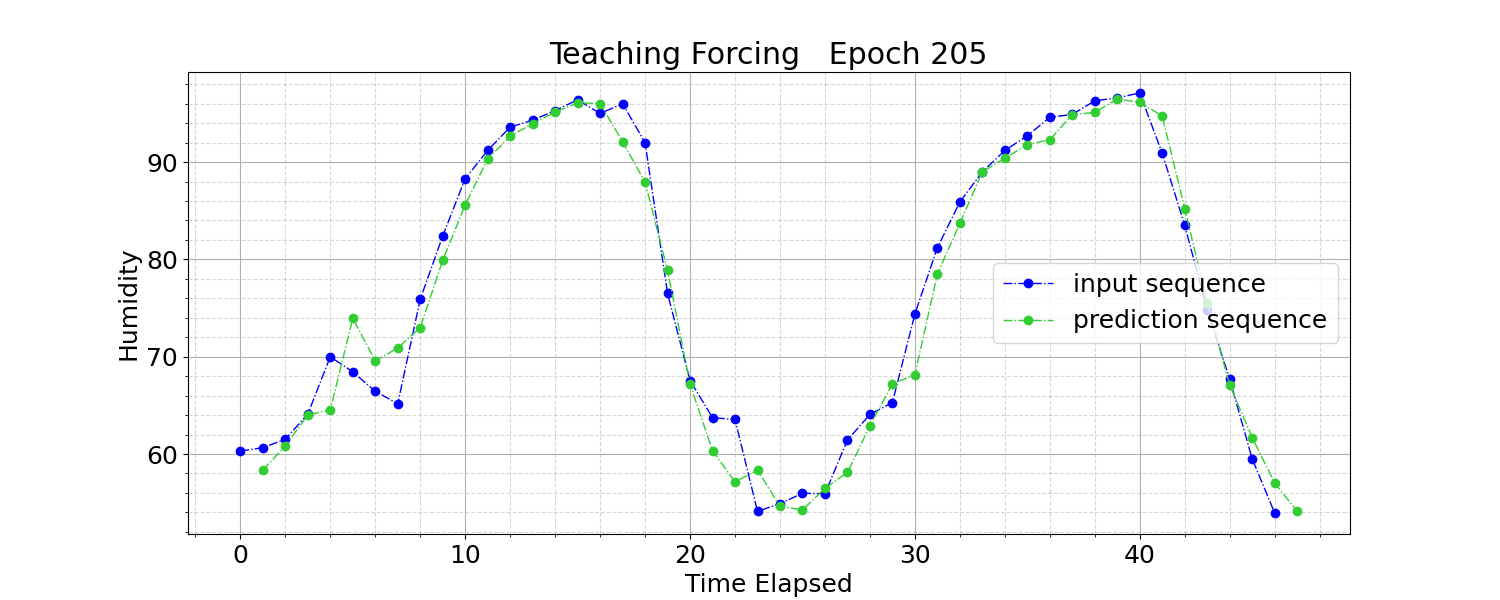 Teaching Forcing   Epoch 205
Humidity
90
80
70
60
input sequence
prediction sequence
0 10 20 30 40
Time Elapsed